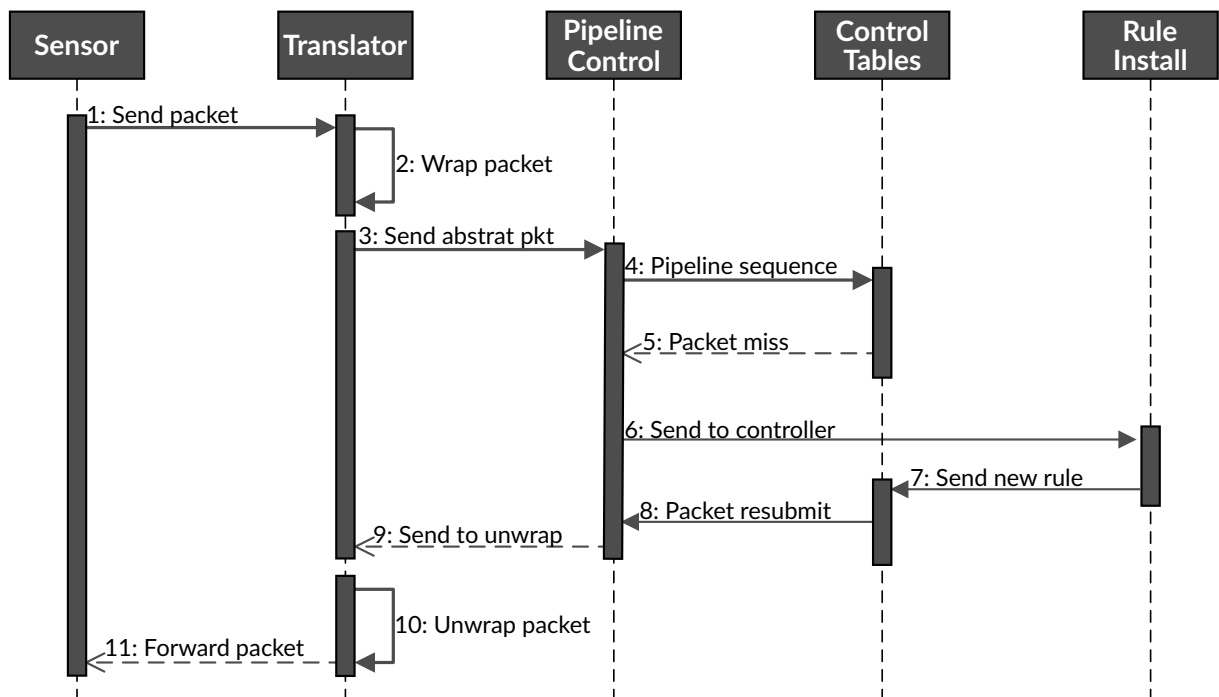 Sensor
Translator
Pipeline
Control
Control
Tables
Rule
Install
1: Send packet
2: Wrap packet
3: Send abstrat pkt
4: Pipeline sequence
5: Packet miss
6: Send to controller
7: Send new rule
8: Packet resubmit
9: Send to unwrap
10: Unwrap packet
11: Forward packet